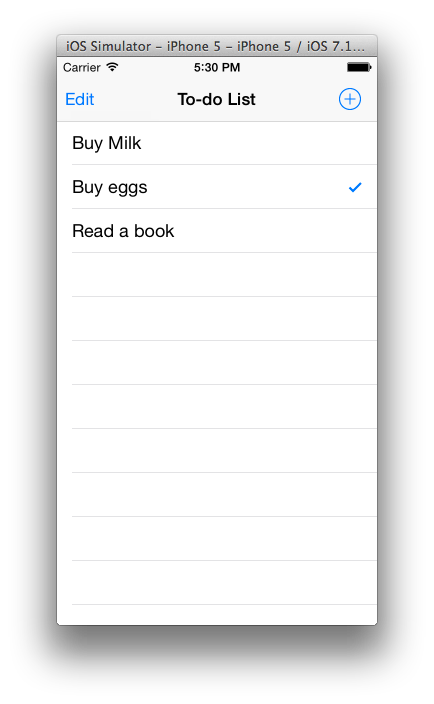 iOS Simulator – iPhone 5 – iPhone 5 / iOS 7.1...
Carrier 5:30 PM
Edit To-do List
Buy Milk
Buy eggs
Read a book